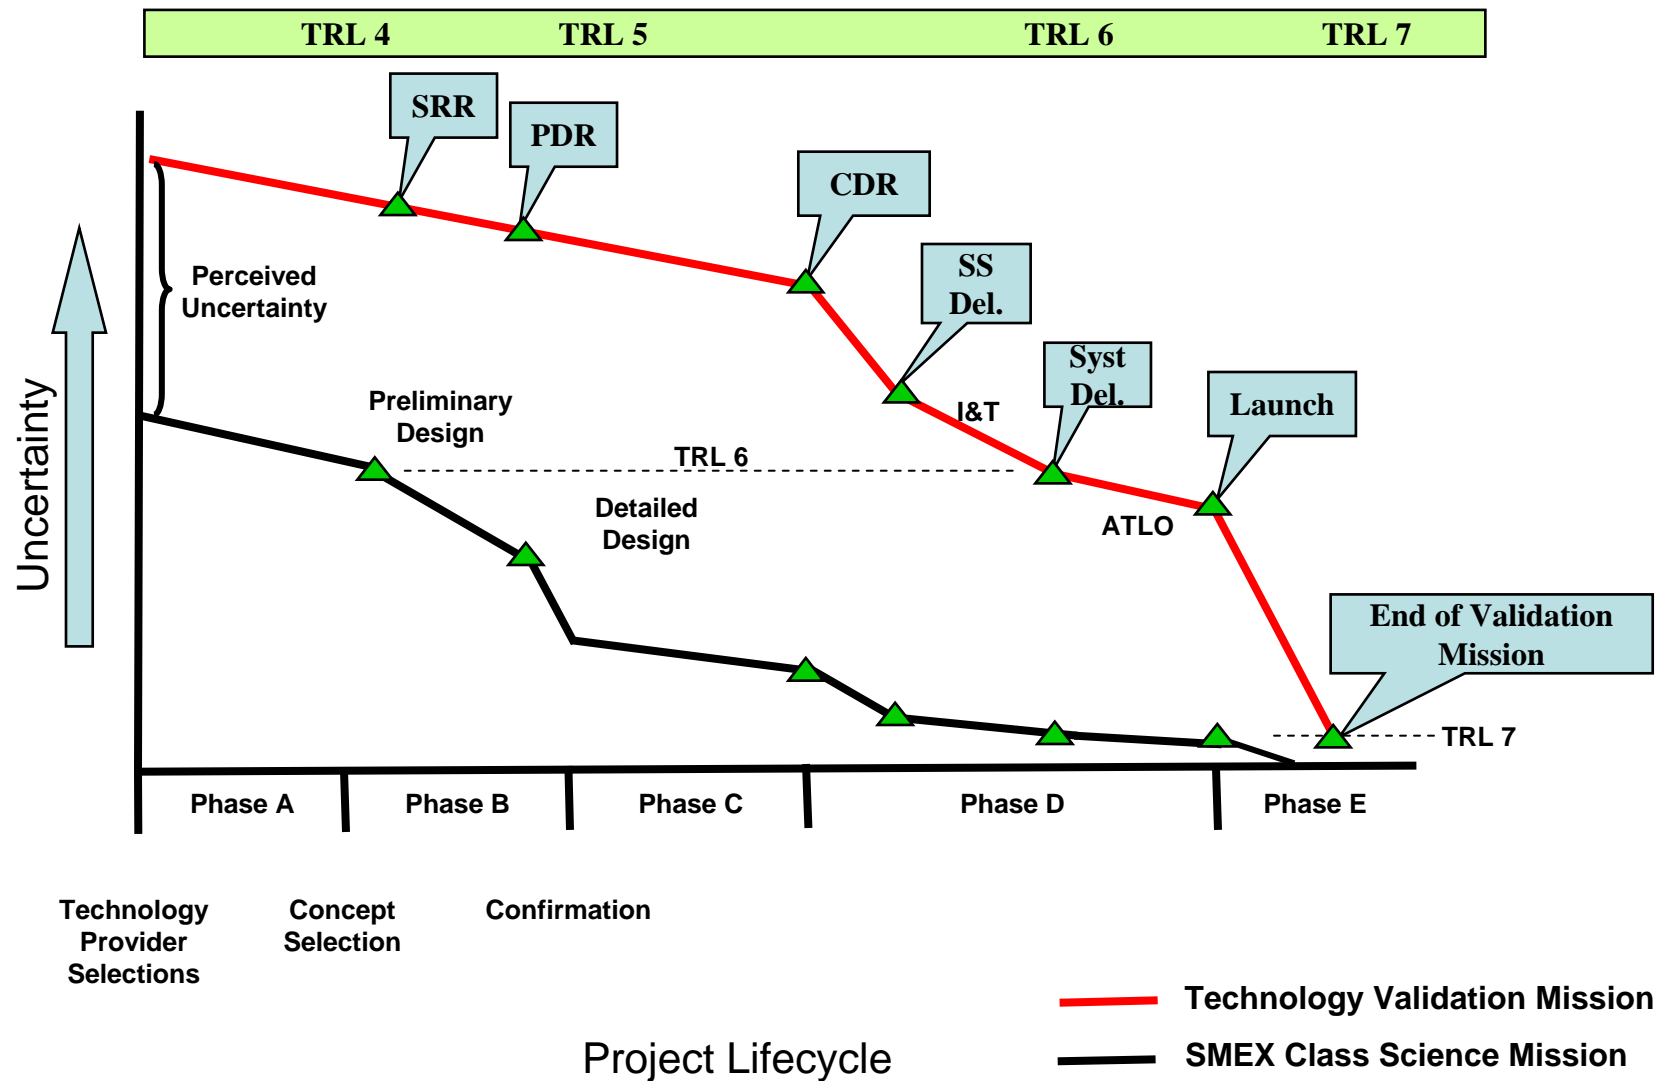 TRL 4 TRL 5 TRL 6 TRL 7
SRR
PDR
CDR
SS
Del.
Syst
Del.
Launch
End of Validation
Mission
Perceived
Uncertainty
Uncertainty
Preliminary
Design
I&T
TRL 6
Detailed
Design
ATLO
TRL 7
Phase A Phase B Phase C Phase D Phase E
Technology
Provider
Selections
Concept
Selection
Confirmation
Technology Validation Mission
SMEX Class Science Mission
Project Lifecycle